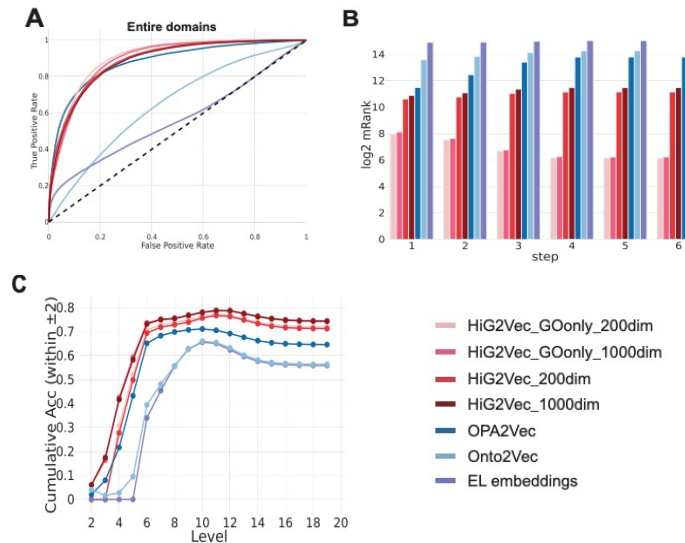 A
Entire domains
True Positive Rate
1
0.8
0.6
0.4
0.2
0
0 0.2 0.4 0.6 0.8 1
False Positive Rate
B
log2 mRank
14
12
10
8
6
4
2
0
1 2 3 4 5 6
step
C
Cumulative Acc (within ±2)
0.8
0.7
0.6
0.5
0.4
0.3
0.2
0.1
0
2 4 6 8 10 12 14 16 18 20
Level
HiG2Vec_GOonly_200dim
HiG2Vec_GOonly_1000dim
HiG2Vec_200dim
HiG2Vec_1000dim
OPA2Vec
Onto2Vec
EL embeddings